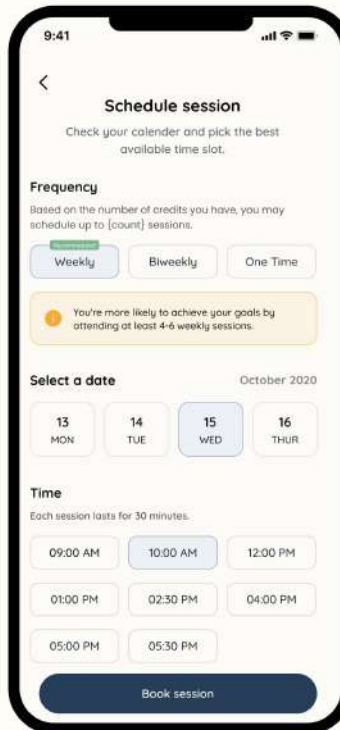 9:41
Schedule session
Check your calender and pick the best
available time slot.
Frequency
Based on the number of credits you have, you may
schedule up to {count} sessions.
Recommended
Weekly
Biweekly
One Time
You're more likely to achieve your goals by
attending at least 4-6 weekly sessions.
Select a date
October 2020
13
MON
14
TUE
15
WED
16
THUR
Time
Each session lasts for 30 minutes.
09:00 AM
10:00 AM
12:00 PM
01:00 PM
02:30 PM
04:00 PM
05:00 PM
05:30 PM
Book session